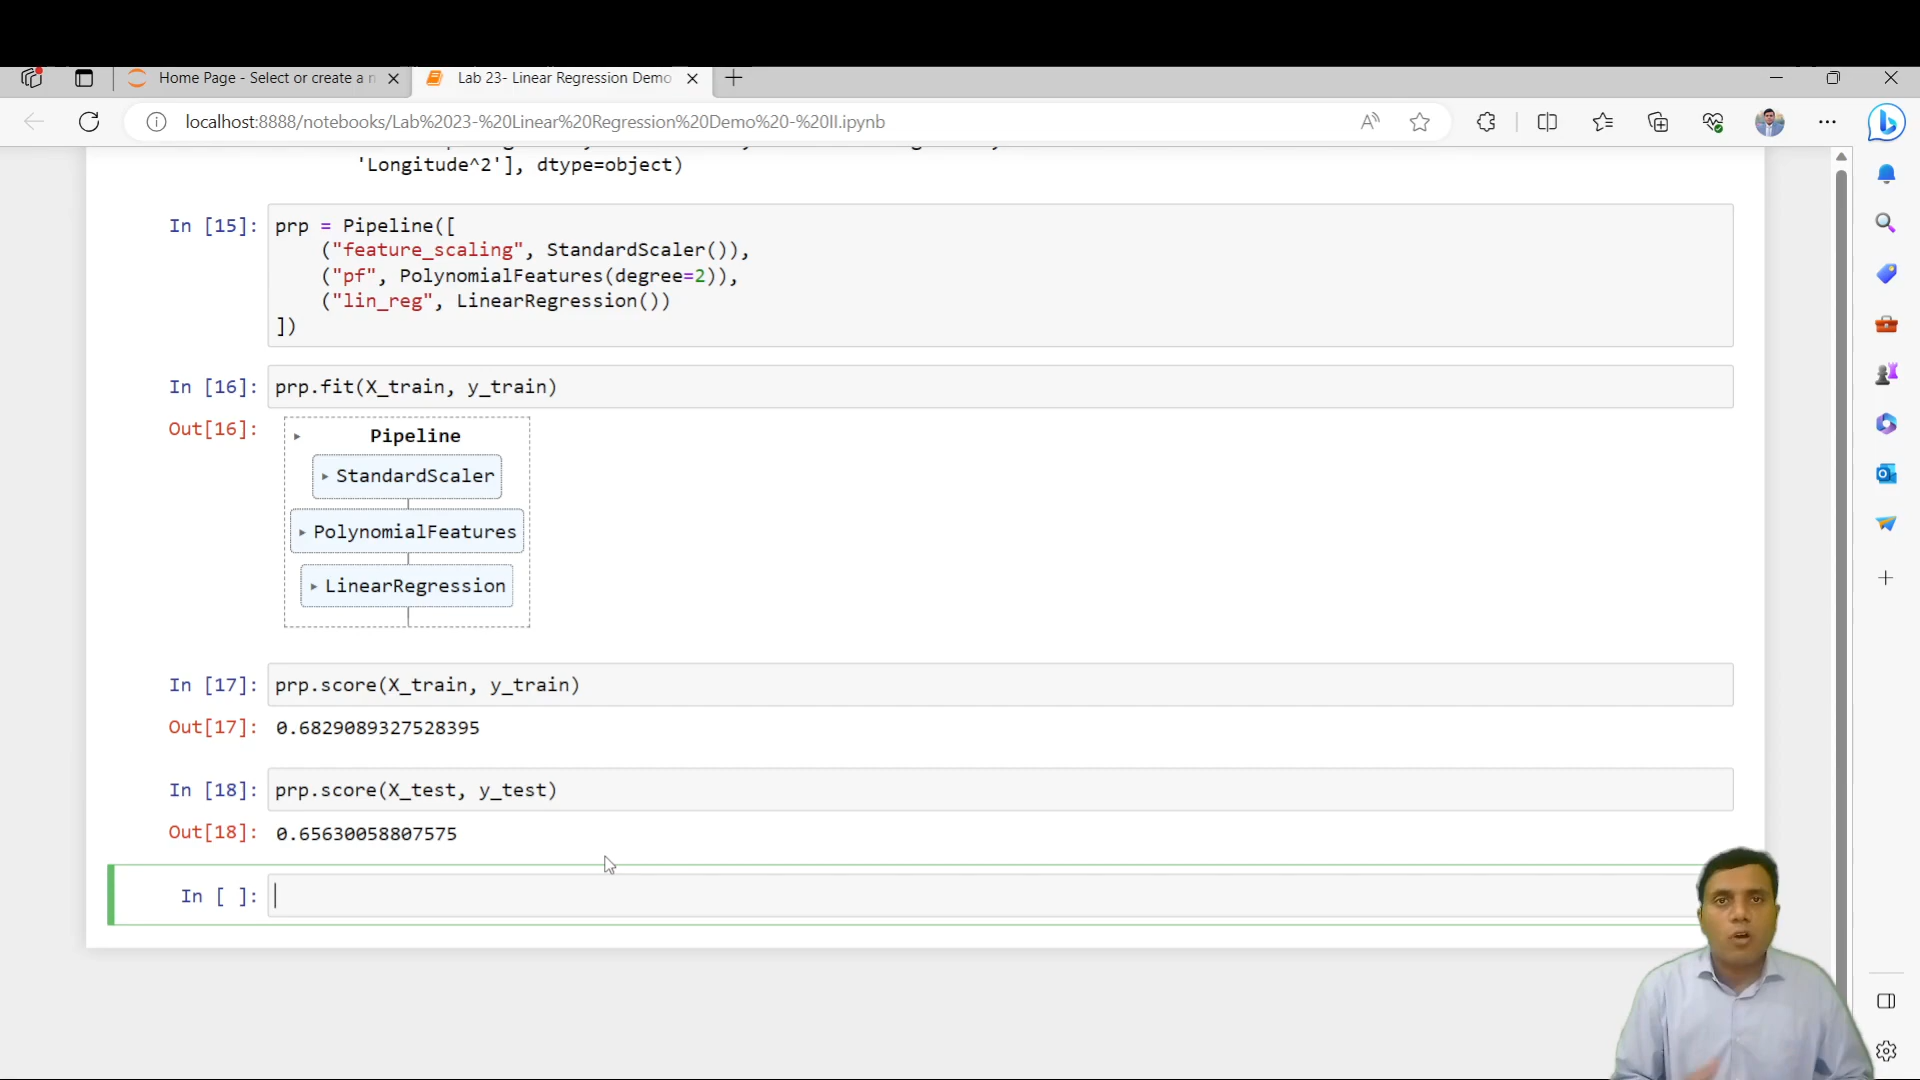 Home Page - Select or create a n
Lab 23- Linear Regression Demo
localhost:8888/notebooks/Lab%2023-%20Linear%20Regression%20Demo%20-%20II.ipynb
'Longitude^2'], dtype=object)
In [15]: prp = Pipeline([
("feature_scaling", StandardScaler()),
("pf", PolynomialFeatures(degree=2)),
("lin_reg", LinearRegression())
])
In [16]: prp.fit(X_train, y_train)
Out[16]:
Pipeline
StandardScaler
PolynomialFeatures
LinearRegression
In [17]: prp.score(X_train, y_train)
Out[17]: 0.6829089327528395
In [18]: prp.score(X_test, y_test)
Out[18]: 0.65630058807575
In [ ]: